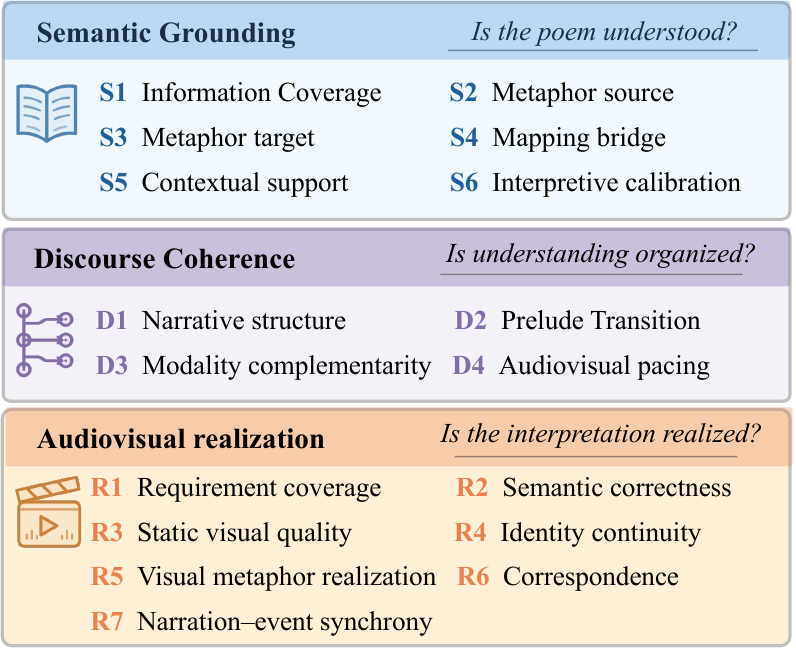 Semantic Grounding Is the poem understood?
S1 Information Coverage S2 Metaphor source
S3 Metaphor target S4 Mapping bridge
S5 Contextual support S6 Interpretive calibration
Discourse Coherence Is understanding organized?
D1 Narrative structure D2 Prelude Transition
D3 Modality complementarity D4 Audiovisual pacing
Audiovisual realization Is the interpretation realized?
R1 Requirement coverage R2 Semantic correctness
R3 Static visual quality R4 Identity continuity
R5 Visual metaphor realization R6 Correspondence
R7 Narration–event synchrony